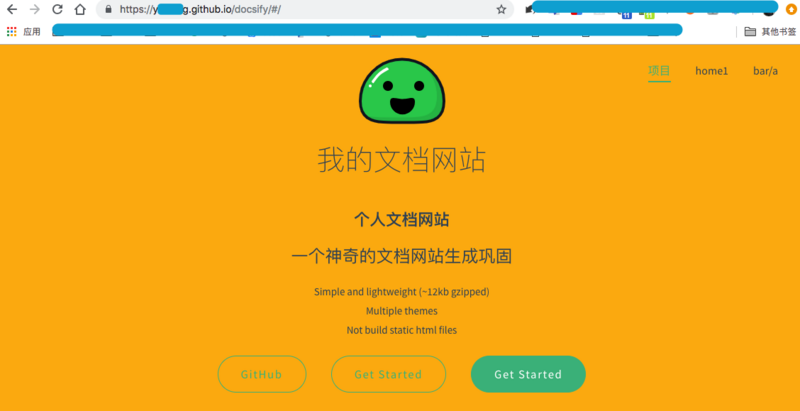 https://y g.github.io/docsify/#/
应用
其他书签
项目 home1 bar/a
我的文档网站
个人文档网站
一个神奇的文档网站生成巩固
Simple and lightweight (~12kb gzipped)
Multiple themes
Not build static html files
GitHub Get Started Get Started